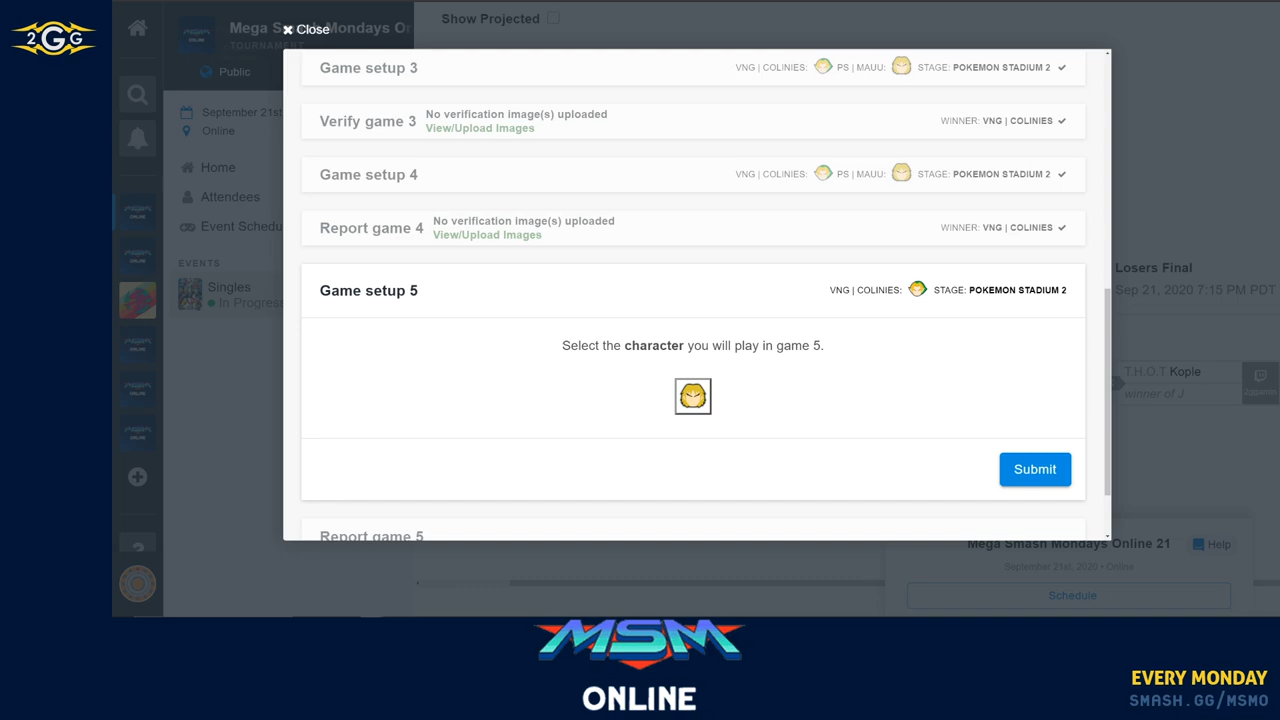 2GG
Mega Smash Mondays Or
TOURNAMENT
Public
September 21st
Online
Home
Attendees
Event Schedu
EVENTS
Singles
In Progress
Show Projected
Close
Game setup 3
VNG | COLINIES: PS | MAUU: STAGE: POKEMON STADIUM 2
Verify game 3
No verification image(s) uploaded
View/Upload Images
WINNER: VNG | COLINIES
Game setup 4
VNG | COLINIES: PS | MAUU: STAGE: POKEMON STADIUM 2
Report game 4
No verification image(s) uploaded
View/Upload Images
WINNER: VNG | COLINIES
Game setup 5
VNG | COLINIES: STAGE: POKEMON STADIUM 2
Select the character you will play in game 5.
Submit
Report game 5
Losers Final
Sep 21, 2020 7:15 PM PDT
T.H.O.T Kople
winner of J
Mega Smash Mondays Online 21
Help
September 21st, 2020 • Online
Schedule
MSM
ONLINE
EVERY MONDAY
SMASH.GG/MSMO